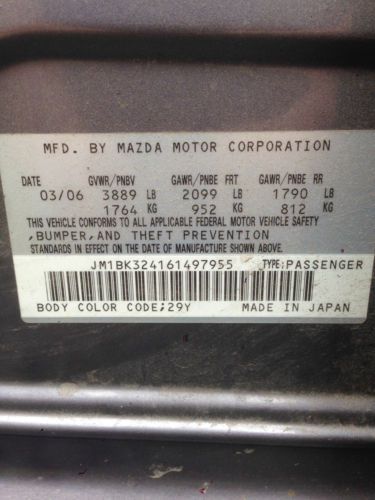 MFD. BY MAZDA MOTOR CORPORATION
DATE GVWR/PNBV GAWR/PNBE FRT GAWR/PNBE RR
03/06 3889 LB 2099 LB 1790 LB
1764 KG 952 KG 812 KG
THIS VEHICLE CONFORMS TO ALL APPLICABLE FEDERAL MOTOR VEHICLE SAFETY
,BUMPER,AND THEFT PREVENTION
STANDARDS IN EFFECT ON DATE OF MANUFACTURE SHOWN ABOVE.
JM1BK324161497955 TYPE:PASSENGER
BODY COLOR CODE;29Y MADE IN JAPAN